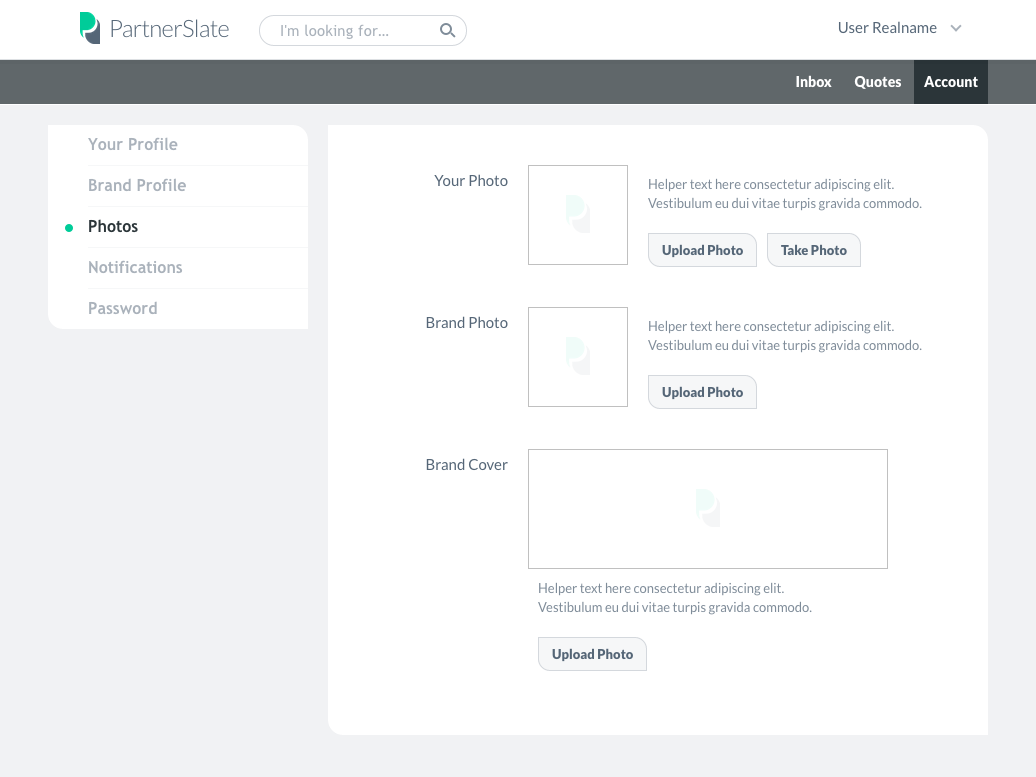 PartnerSlate
I'm looking for...
User Realname
Inbox
Quotes
Account
Your Profile
Brand Profile
Photos
Notifications
Password
Your Photo
Helper text here consectetur adipiscing elit.
Vestibulum eu dui vitae turpis gravida commodo.
Upload Photo
Take Photo
Brand Photo
Helper text here consectetur adipiscing elit.
Vestibulum eu dui vitae turpis gravida commodo.
Upload Photo
Brand Cover
Helper text here consectetur adipiscing elit.
Vestibulum eu dui vitae turpis gravida commodo.
Upload Photo